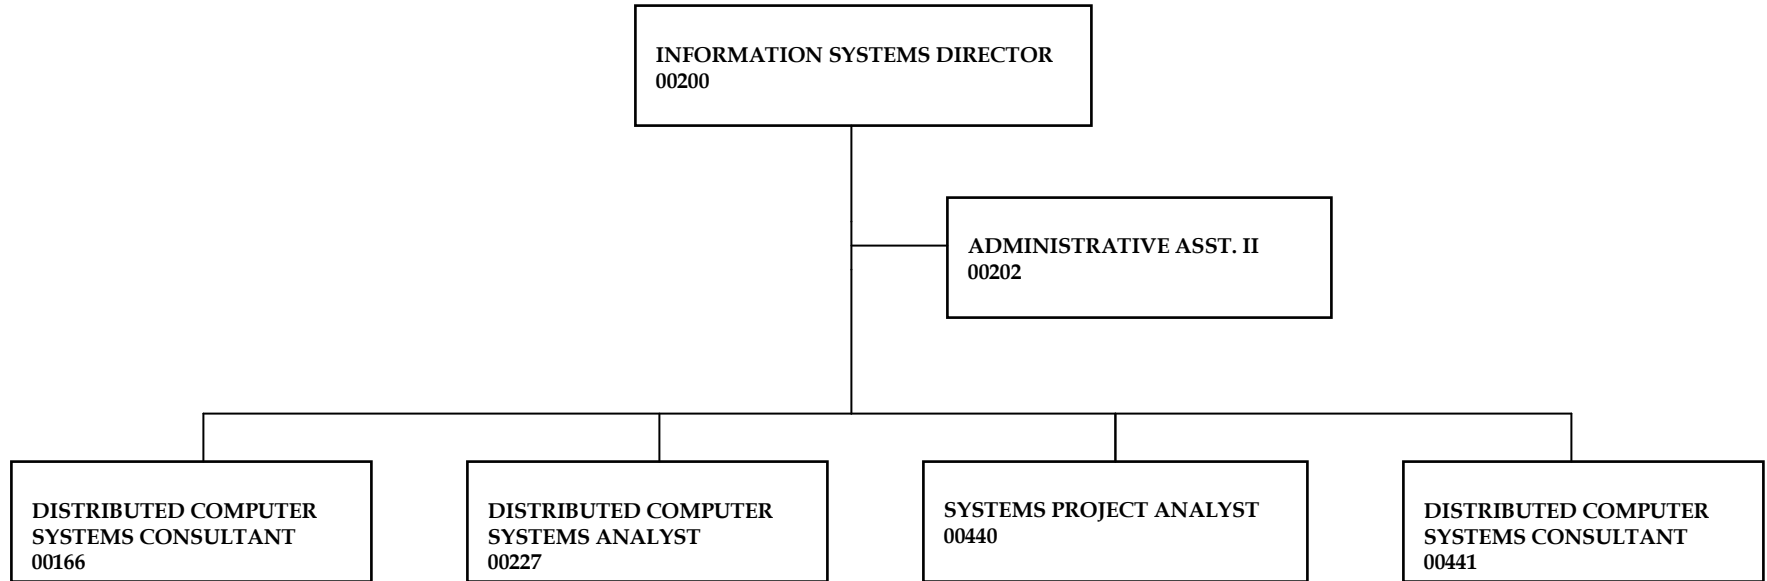 INFORMATION SYSTEMS DIRECTOR
00200
ADMINISTRATIVE ASST. II
00202
DISTRIBUTED COMPUTER
SYSTEMS CONSULTANT
00166
DISTRIBUTED COMPUTER
SYSTEMS ANALYST
00227
SYSTEMS PROJECT ANALYST
00440
DISTRIBUTED COMPUTER
SYSTEMS CONSULTANT
00441